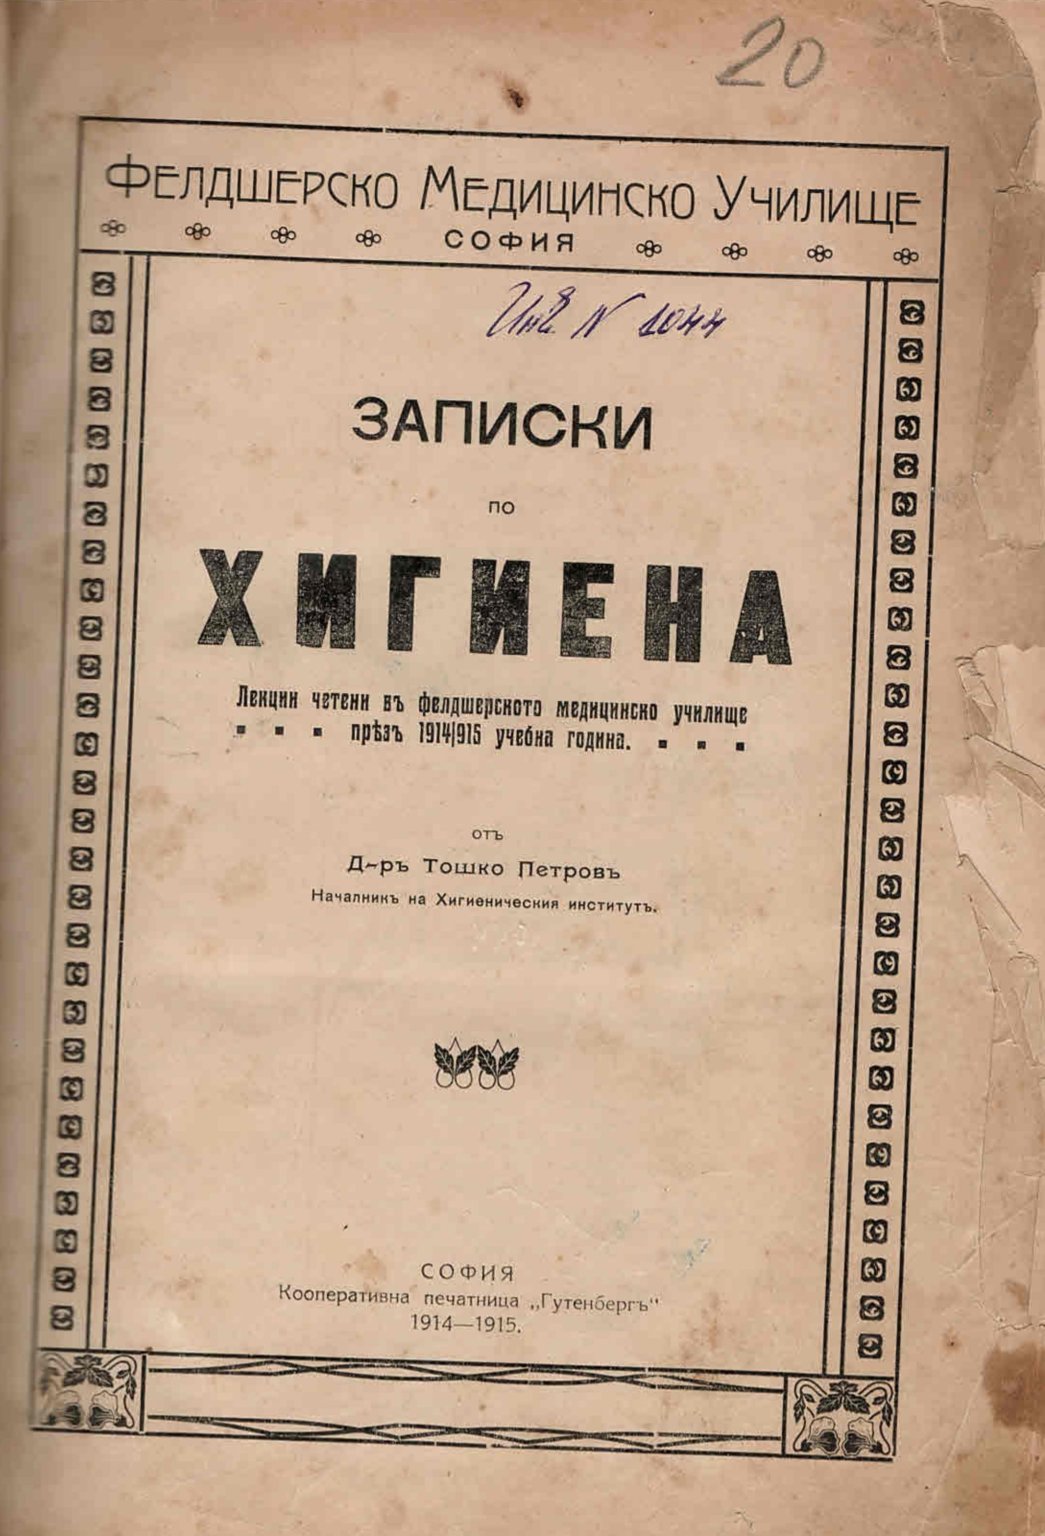 20
Фелдшерско Медицинско Училище
СОФИЯ
Инв. N 1044
ЗАПИСКИ
по
ХИГИЕНА
Лекции четени въ фелдшерското медицинско училище
прѣзъ 1914|915 учебна година.
отъ
Д-ръ Тошко Петровъ
Началникъ на Хигиеническия институтъ.
СОФИЯ
Кооперативна печатница „Гутенбергъ“
1914—1915.